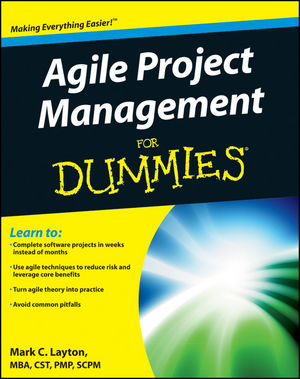 Making Everything Easier!™
Agile Project
Management
FOR
DUMMIES®
Learn to:
•Complete software projects in weeks
instead of months
•Use agile techniques to reduce risk and
leverage core benefits
•Turn agile theory into practice
•Avoid common pitfalls
Mark C. Layton,
MBA, CST, PMP, SCPM